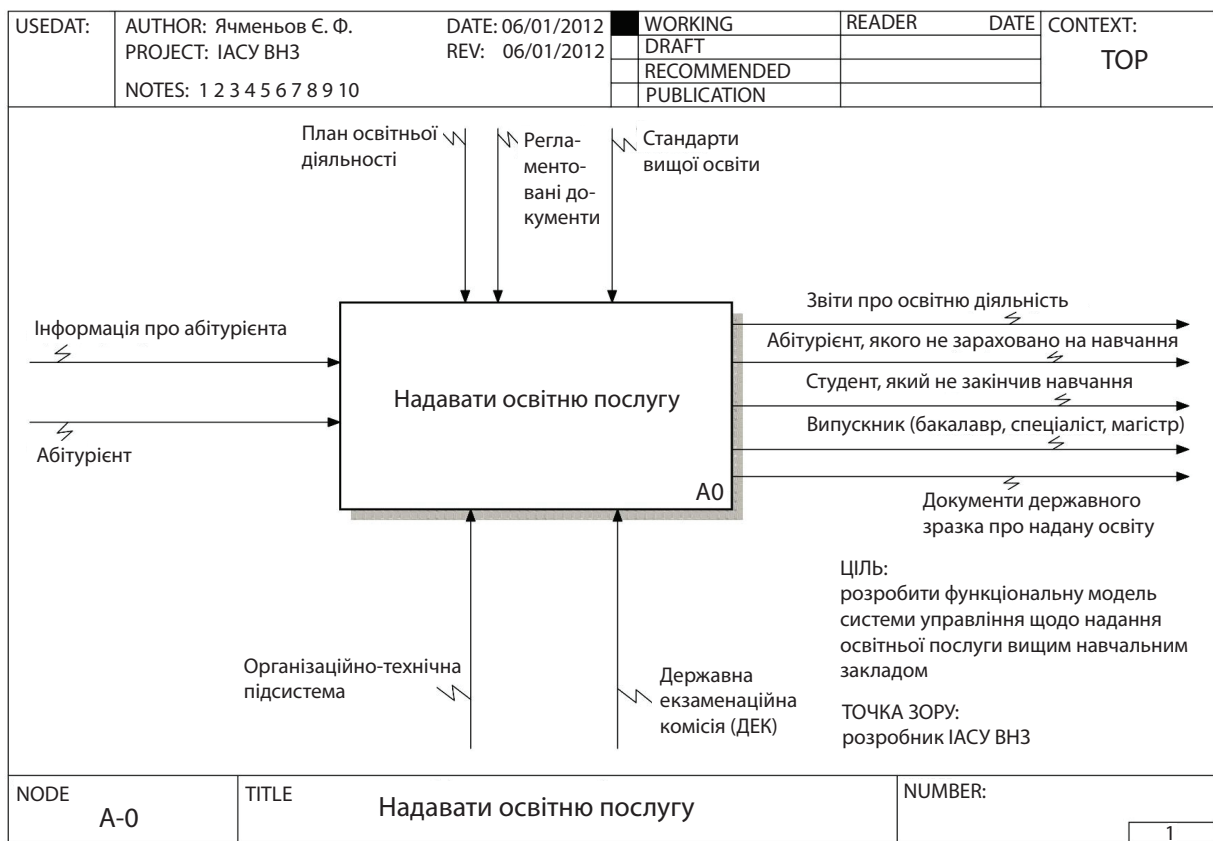 USEDAT:
AUTHOR: Ячменьов Є. Ф.
DATE: 06/01/2012
PROJECT: ІАСУ ВНЗ
REV: 06/01/2012
NOTES: 1 2 3 4 5 6 7 8 9 10
WORKING
DRAFT
RECOMMENDED
PUBLICATION
READER DATE
CONTEXT:
TOP
План освітньої
діяльності
Регла-
менто-
вані до-
кументи
Стандарти
вищої освіти
Інформація про абітурієнта
Абітурієнт
Надавати освітню послугу
A0
Звіти про освітню діяльність
Абітурієнт, якого не зараховано на навчання
Студент, який не закінчив навчання
Випускник (бакалавр, спеціаліст, магістр)
Документи державного
зразка про надану освіту
Організаційно-технічна
підсистема
Державна
екзаменаційна
комісія (ДЕК)
ЦІЛЬ:
розробити функціональну модель
системи управління щодо надання
освітньої послуги вищим навчальним
закладом
ТОЧКА ЗОРУ:
розробник ІАСУ ВНЗ
NODE
A-0
TITLE
Надавати освітню послугу
NUMBER:
1